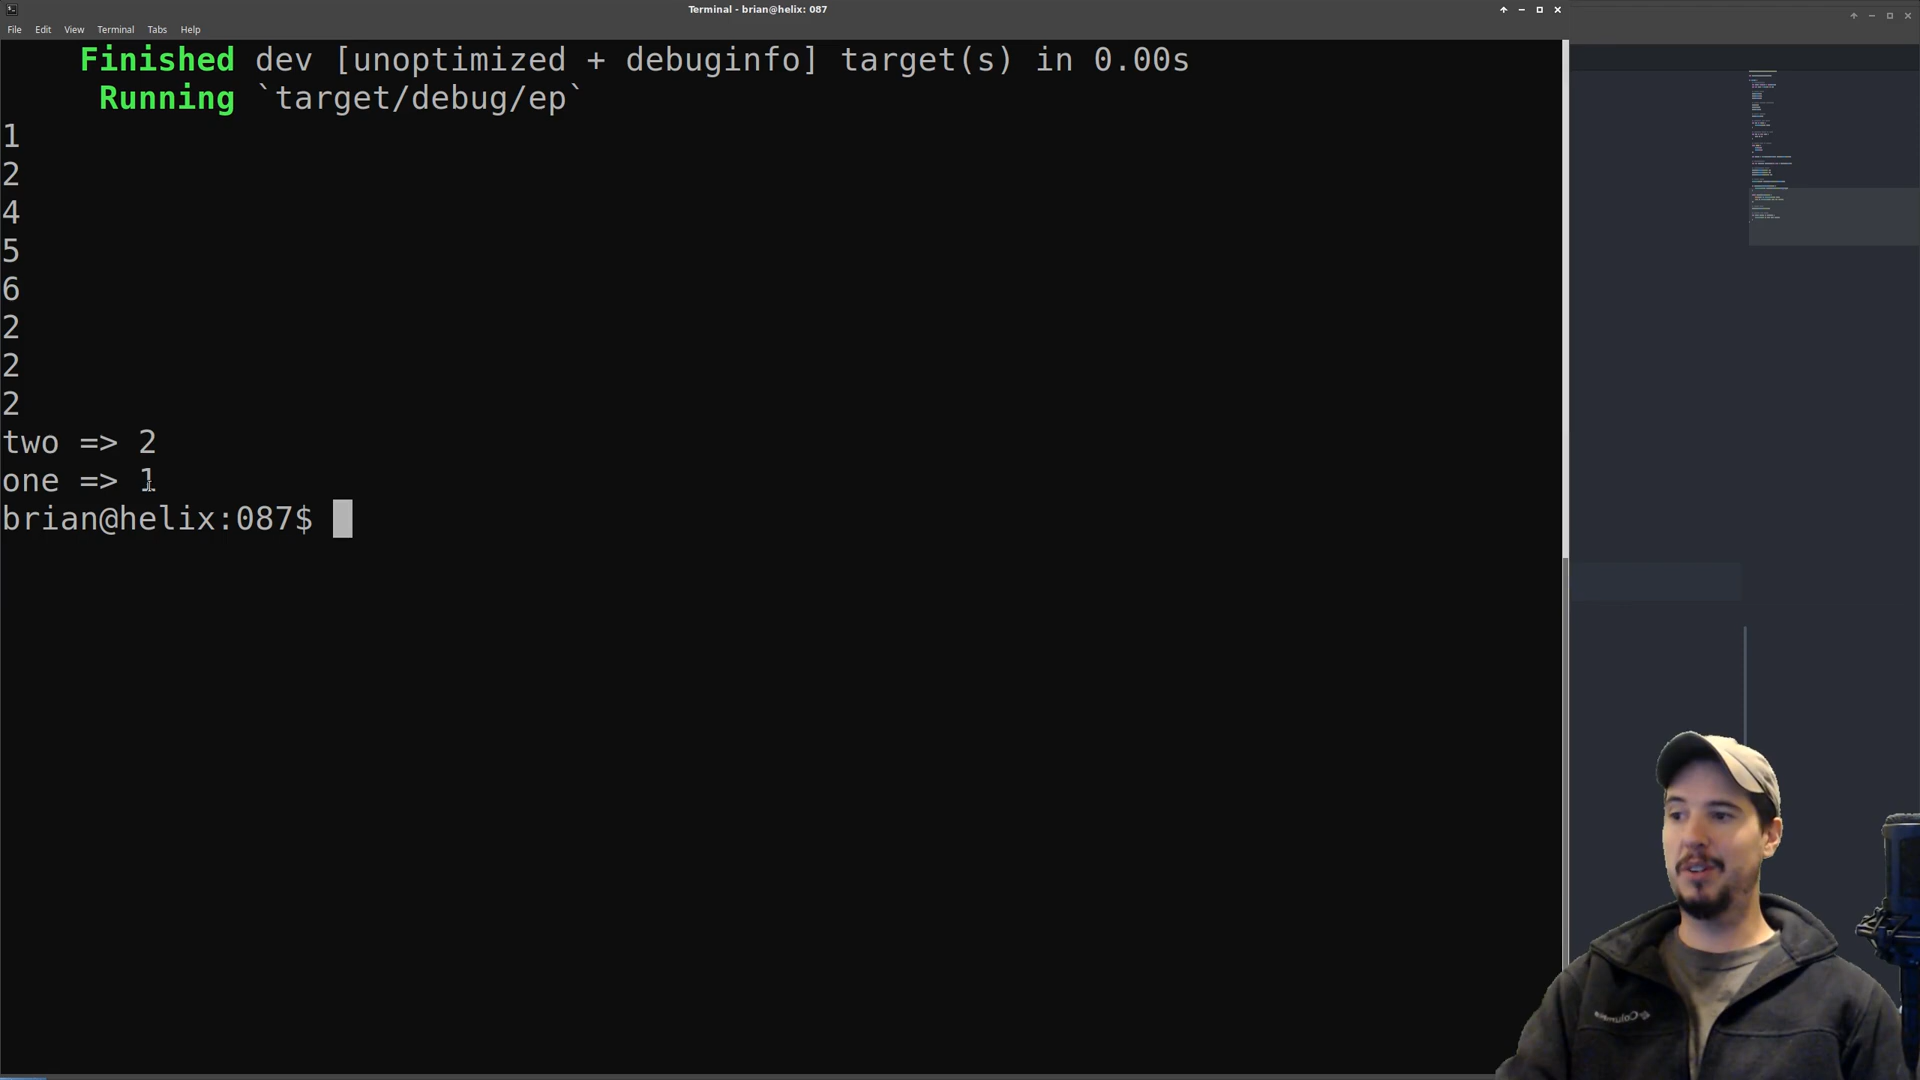 Terminal - brian@helix: 087
File Edit View Terminal Tabs Help
Finished dev [unoptimized + debuginfo] target(s) in 0.00s
Running `target/debug/ep`
1
2
4
5
6
2
2
2
two => 2
one => 1
brian@helix:087$
Columbia